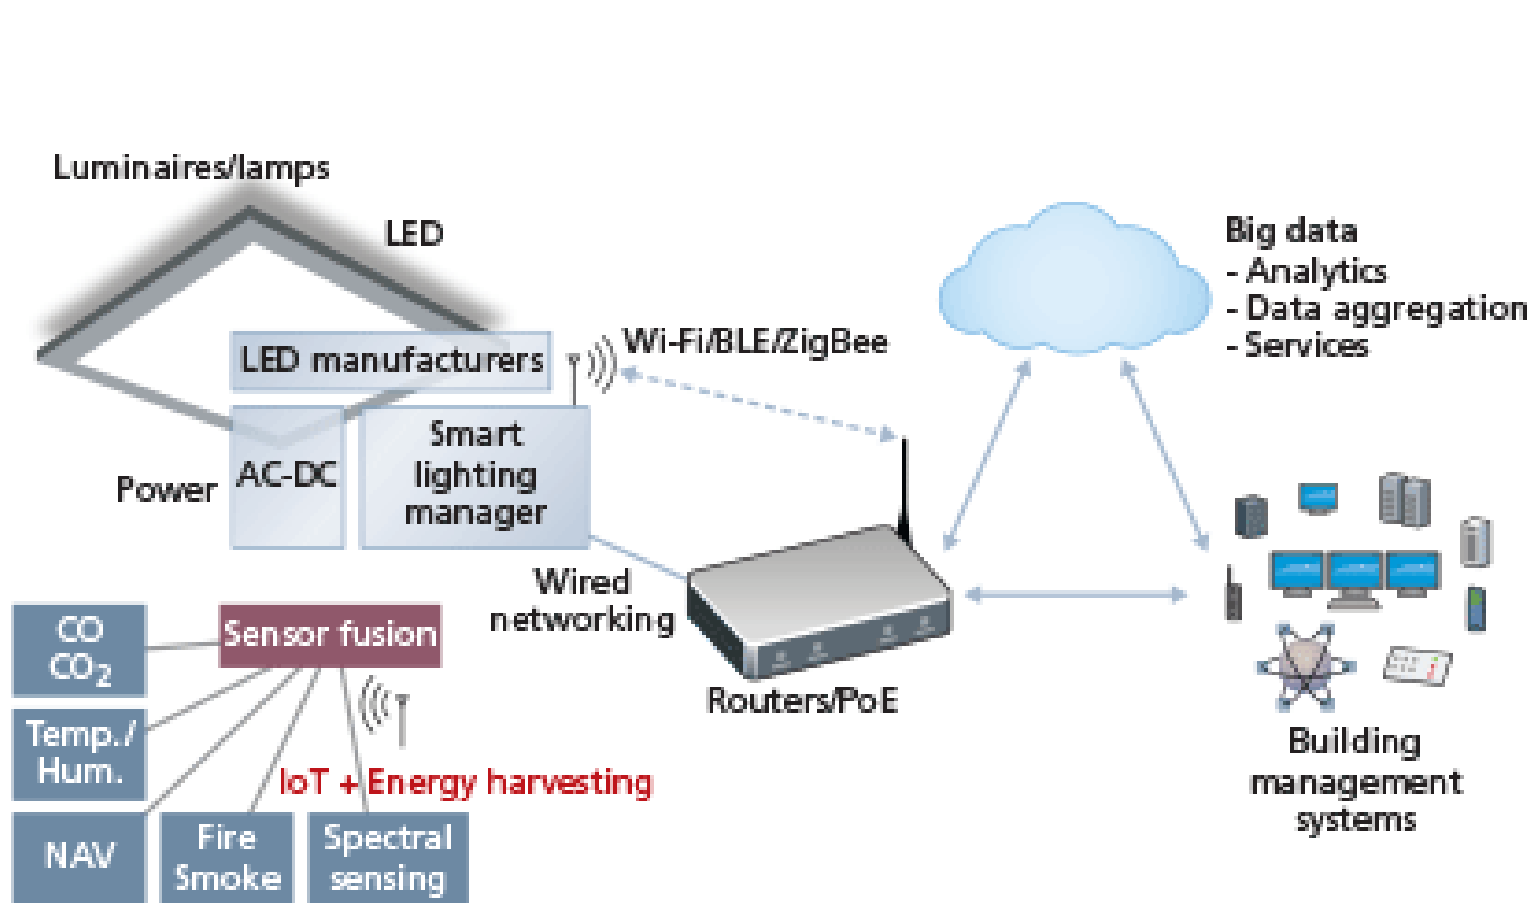 Luminaires/lamps
LED
LED manufacturers
Wi-Fi/BLE/ZigBee
Big data
- Analytics
- Data aggregation
- Services
Power
AC-DC
Smart
lighting
manager
Wired
networking
Routers/PoE
CO
CO2
Sensor fusion
Temp./
Hum.
IoT + Energy harvesting
NAV
Fire
Smoke
Spectral
sensing
Building
management
systems